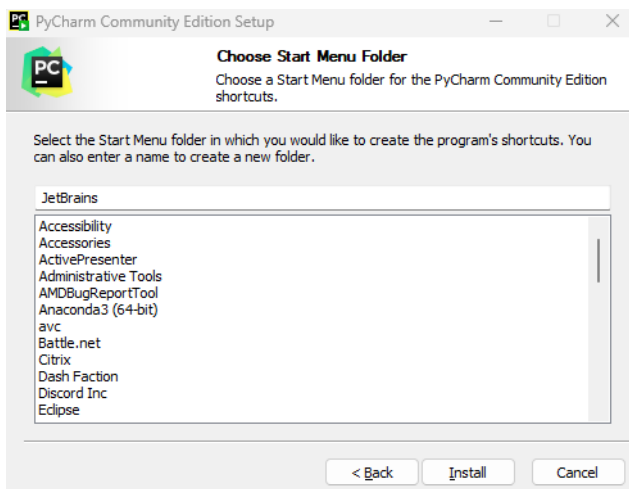 PyCharm Community Edition Setup
Choose Start Menu Folder
Choose a Start Menu folder for the PyCharm Community Edition
shortcuts.
Select the Start Menu folder in which you would like to create the program's shortcuts. You
can also enter a name to create a new folder.
JetBrains
Accessibility
Accessories
ActivePresenter
Administrative Tools
AMDBugReportTool
Anaconda3 (64-bit)
avc
Battle.net
Citrix
Dash Faction
Discord Inc
Eclipse
< Back Install Cancel